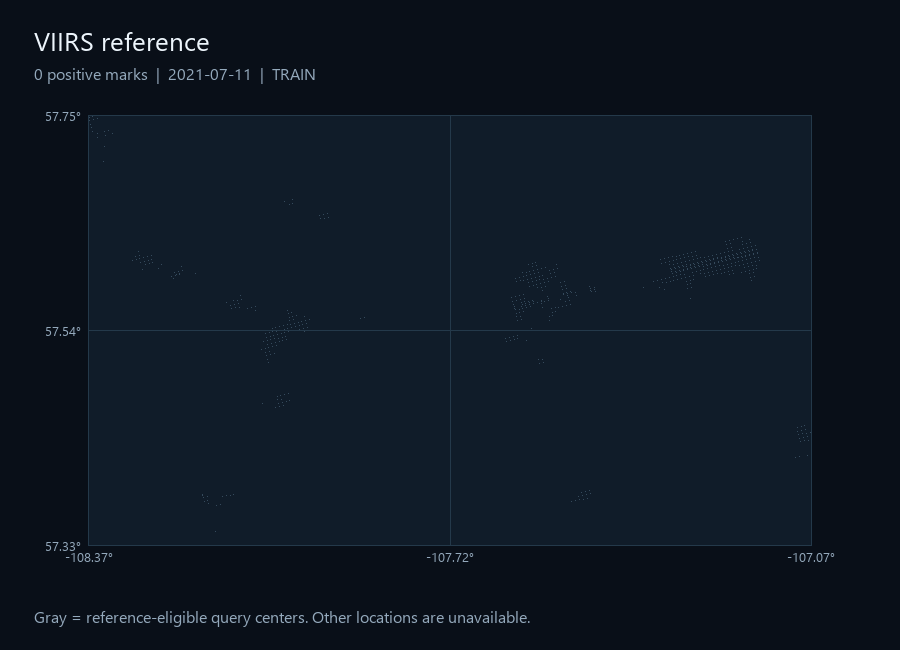 VIIRS reference
0 positive marks | 2021-07-11 | TRAIN
57.75°
57.54°
57.33°
-108.37°
-107.72°
-107.07°
Gray = reference-eligible query centers. Other locations are unavailable.